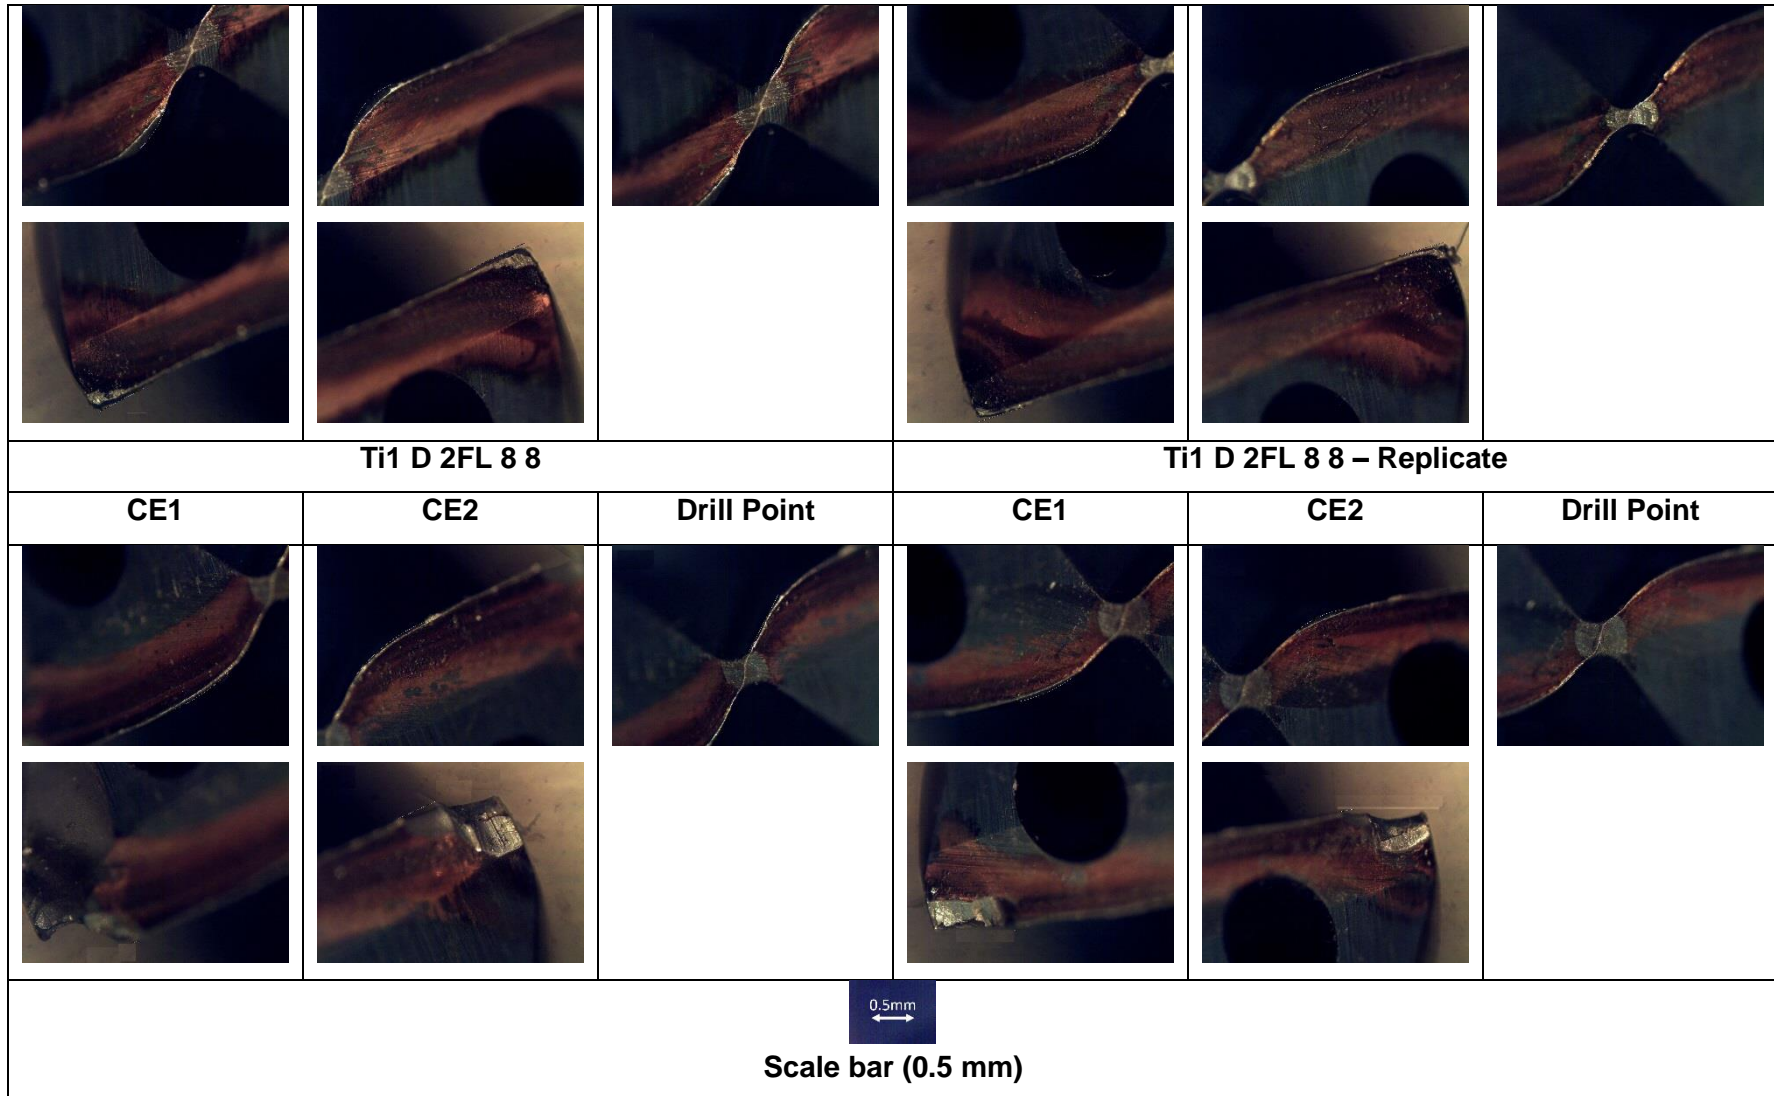 Ti1 D 2FL 8 8
Ti1 D 2FL 8 8 – Replicate
CE1
CE2
Drill Point
CE1
CE2
Drill Point
0.5mm
Scale bar (0.5 mm)